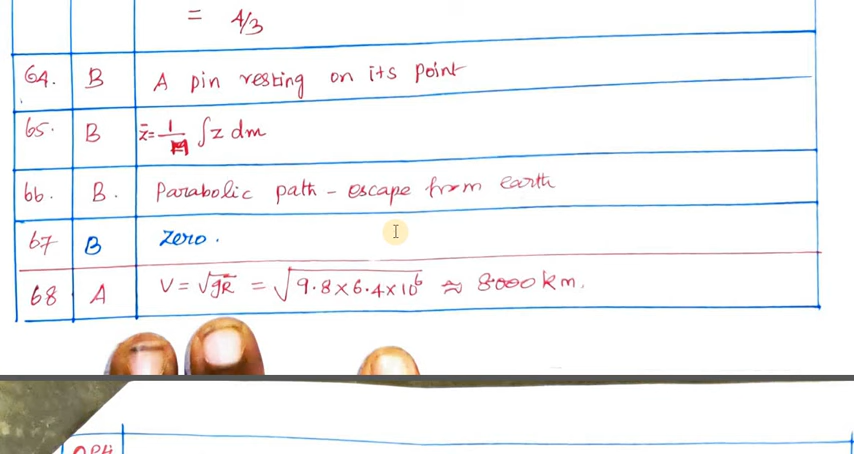 = 4/3
64. B A pin resting on its point
65. B z̄ = 1/M ∫z dm
66. B. Parabolic path - escape from earth
67 B zero.
68 A V = √gR = √9.8×6.4×10⁶ ≈ 8000 km.